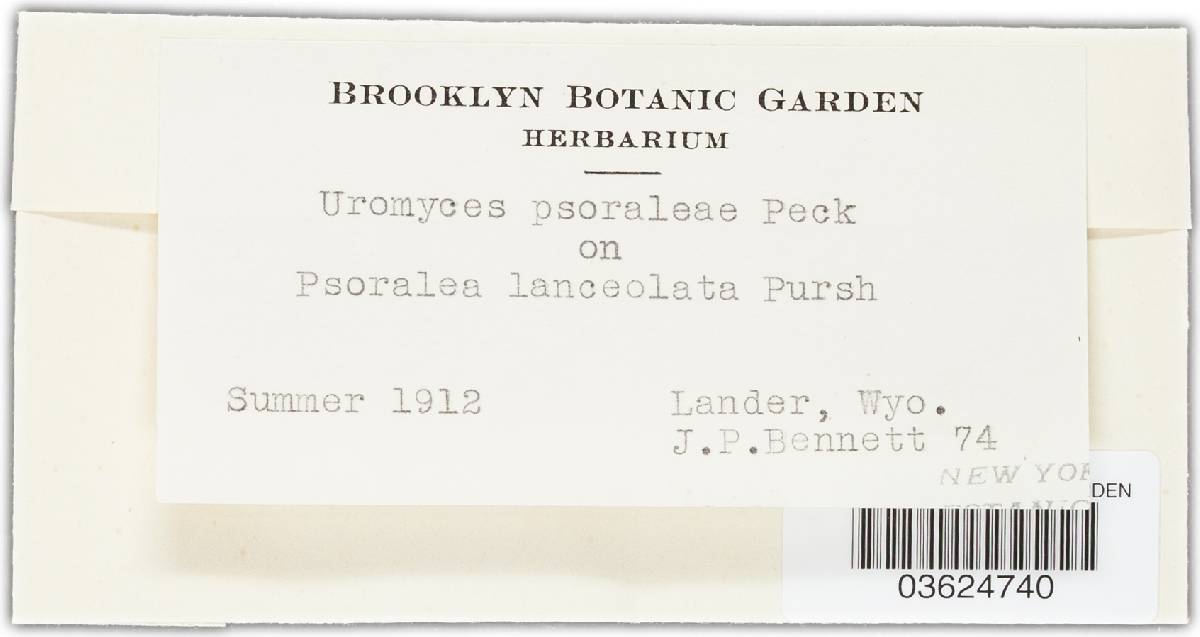 BROOKLYN BOTANIC GARDEN
HERBARIUM
Uromyces psoraleae Peck
on
Psoralea lanceolata Pursh
Summer 1912
Lander, Wyo.
J.P.Bennett 74
NEW YOR
DEN
03624740